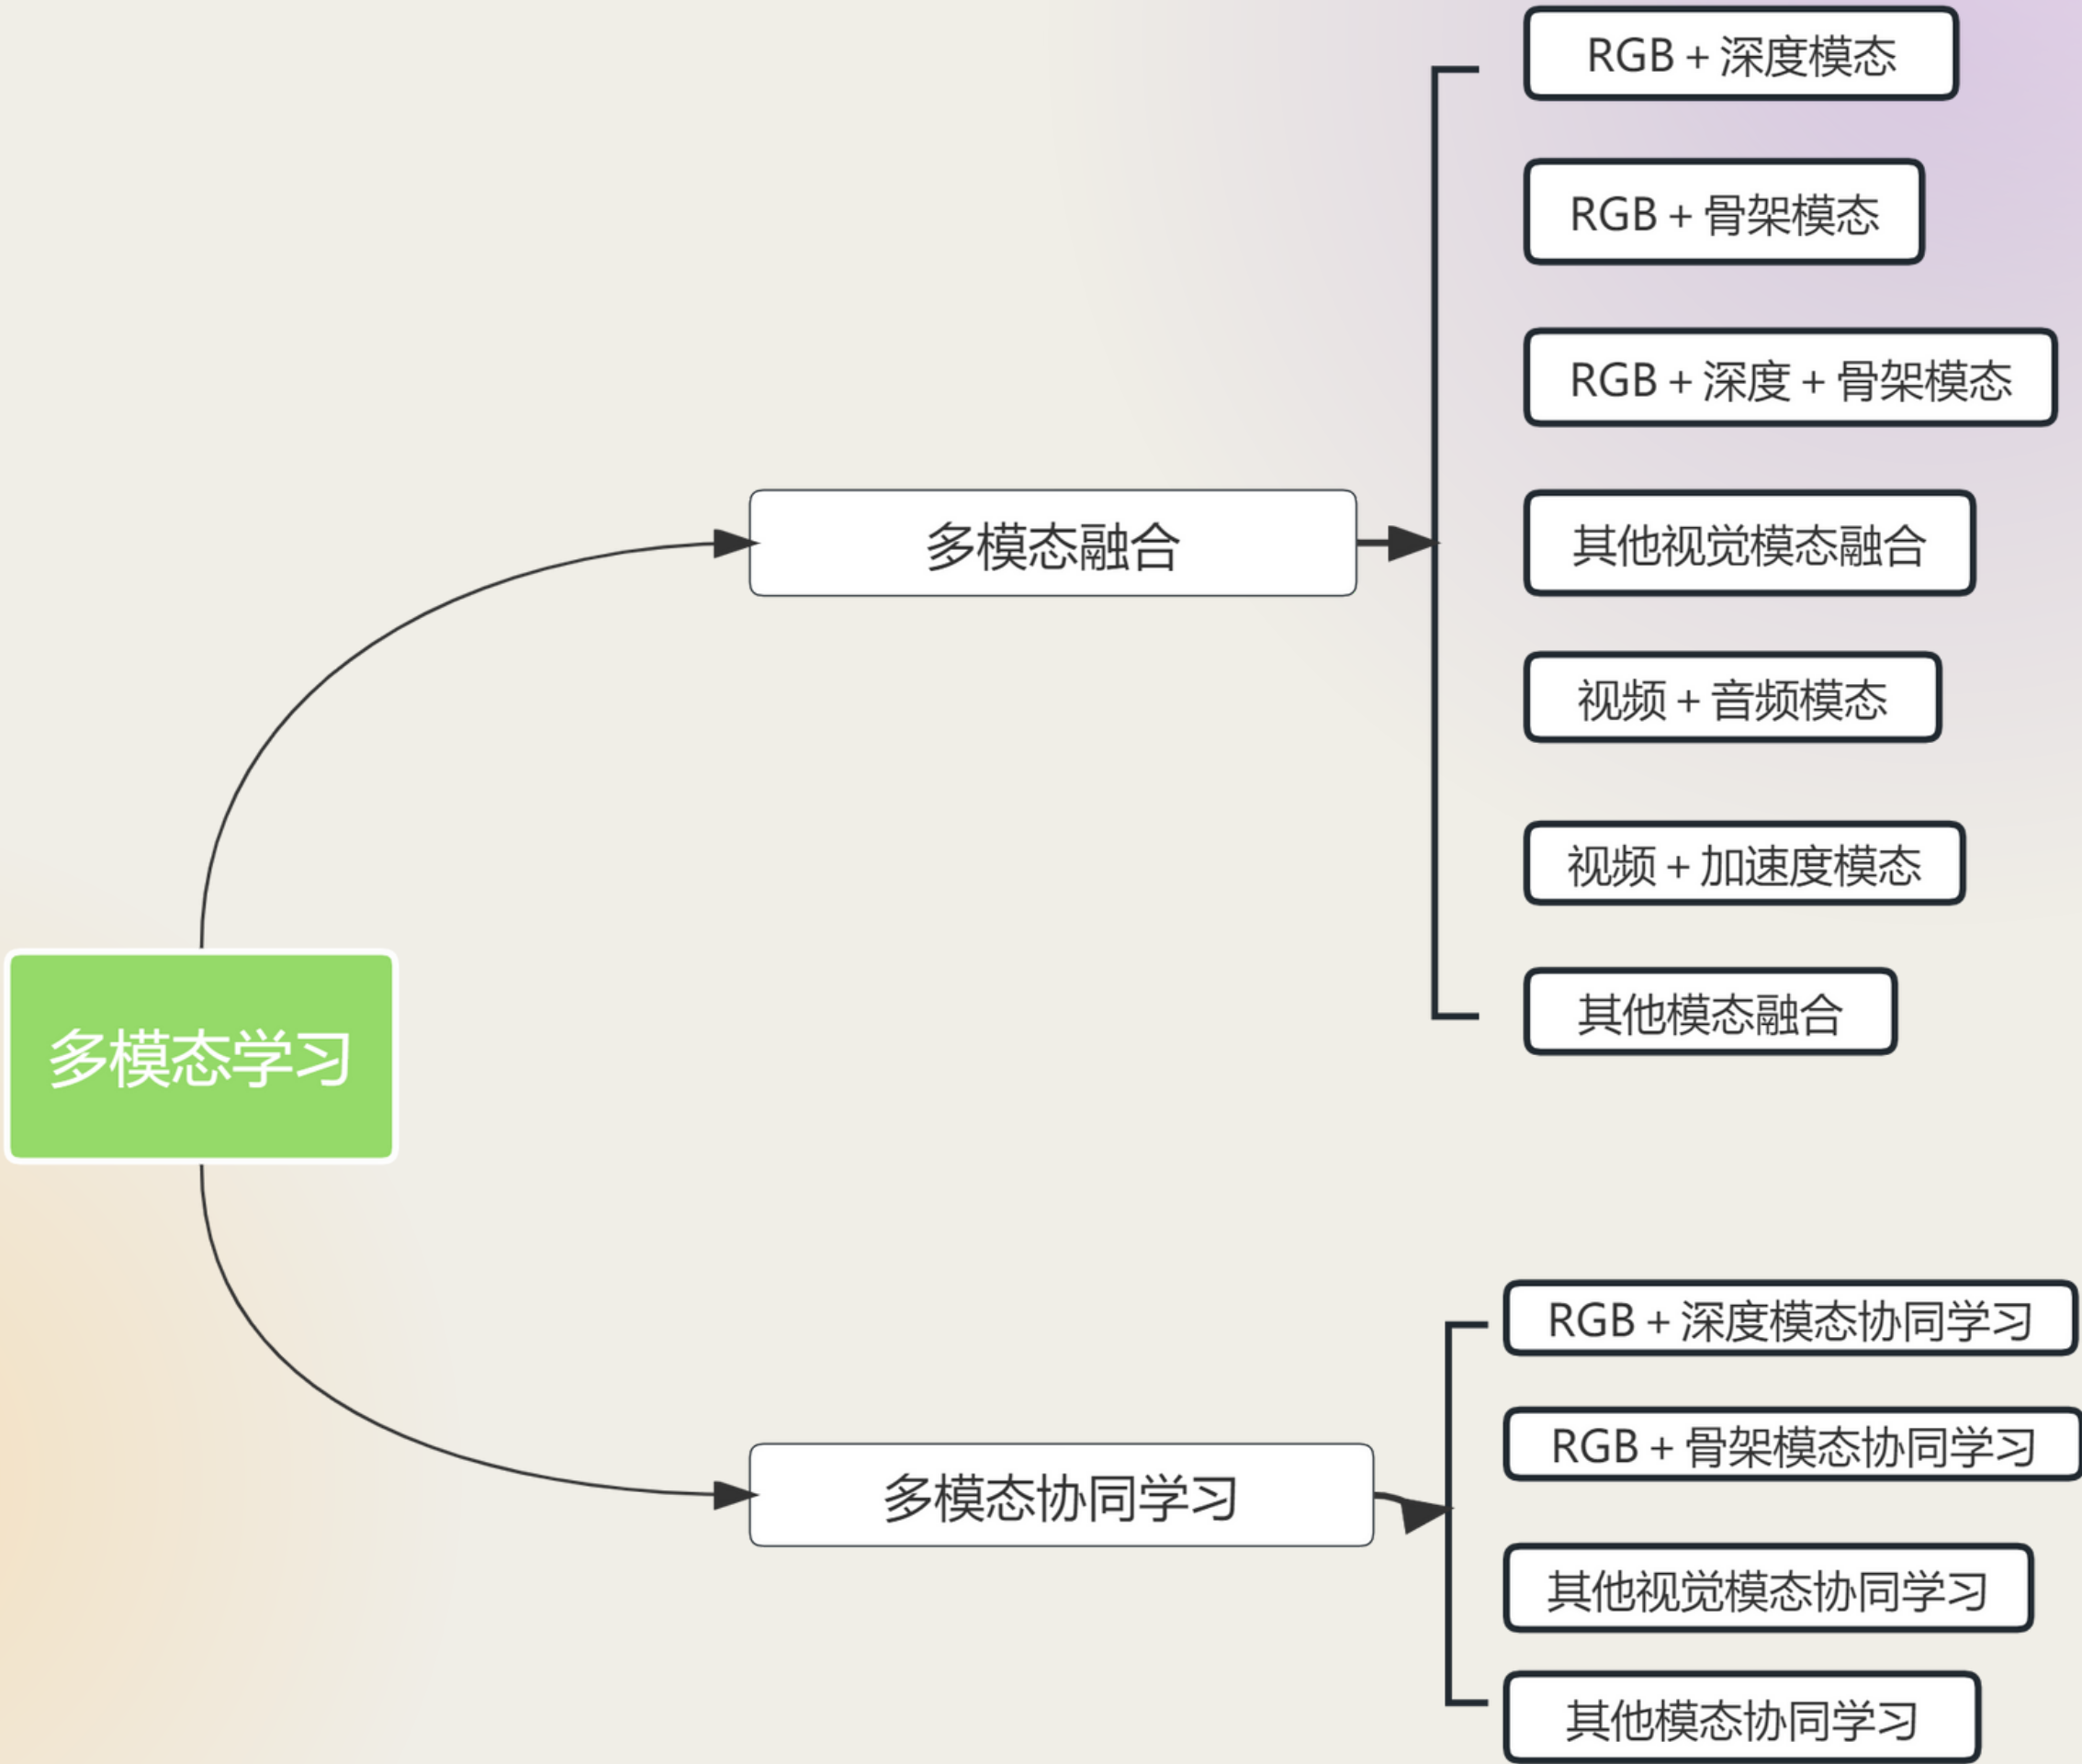 多模态学习
多模态融合
RGB + 深度模态
RGB + 骨架模态
RGB + 深度 + 骨架模态
其他视觉模态融合
视频 + 音频模态
视频 + 加速度模态
其他模态融合
多模态协同学习
RGB + 深度模态协同学习
RGB + 骨架模态协同学习
其他视觉模态协同学习
其他模态协同学习